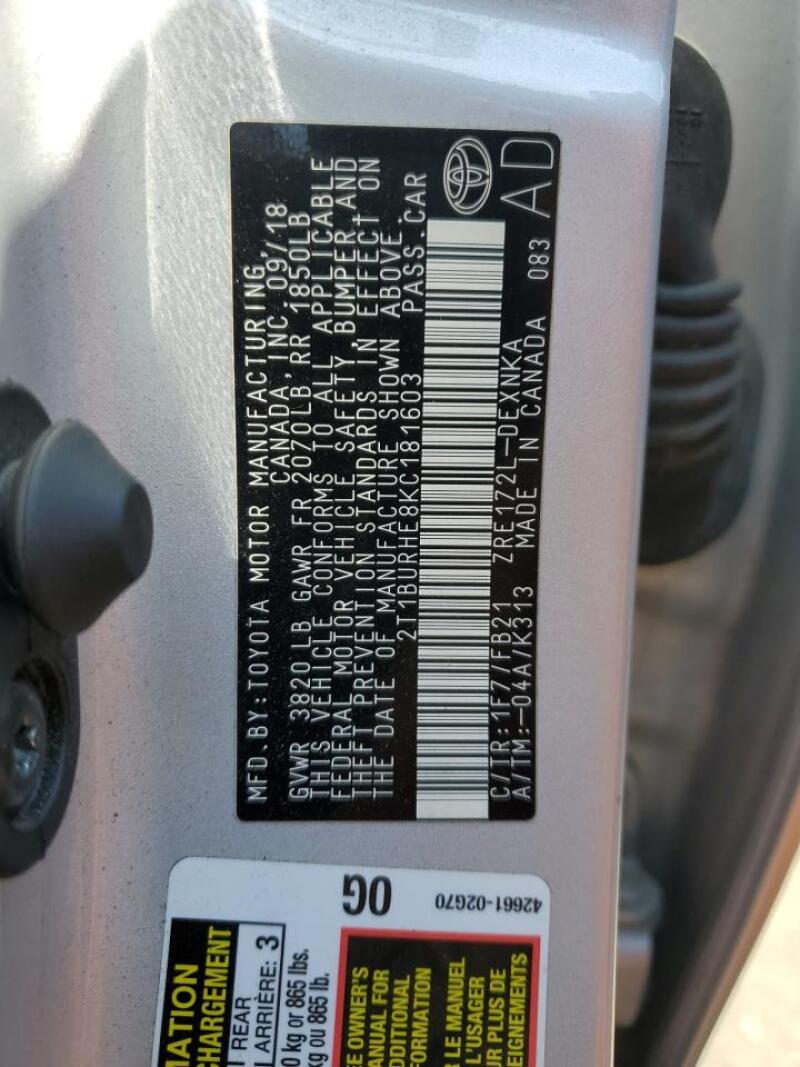 MFD.BY:TOYOTA MOTOR MANUFACTURING,
CANADA, INC.09/18
GVWR 3820 LB GAWR FR 2070LB,RR 1850LB
THIS VEHICLE CONFORMS TO ALL APPLICABLE
FEDERAL MOTOR VEHICLE SAFETY, BUMPER,AND
THEFT PREVENTION STANDARDS IN EFFECT ON
THE DATE OF MANUFACTURE SHOWN ABOVE.
2T1BURHE8KC181603 PASS.CAR
C/TR:1F7/FB21 ZRE172L-DEXNKA
A/TM:-04A/K313 MADE IN CANADA 083
AD
0G
42661-02G70
MATION
CHARGEMENT
REAR
ARRIÈRE: 3
kg or 865 lbs.
kg ou 865 lb.
OWNER'S
MANUAL FOR
ADDITIONAL
LE MANUEL
L'USAGER
DE